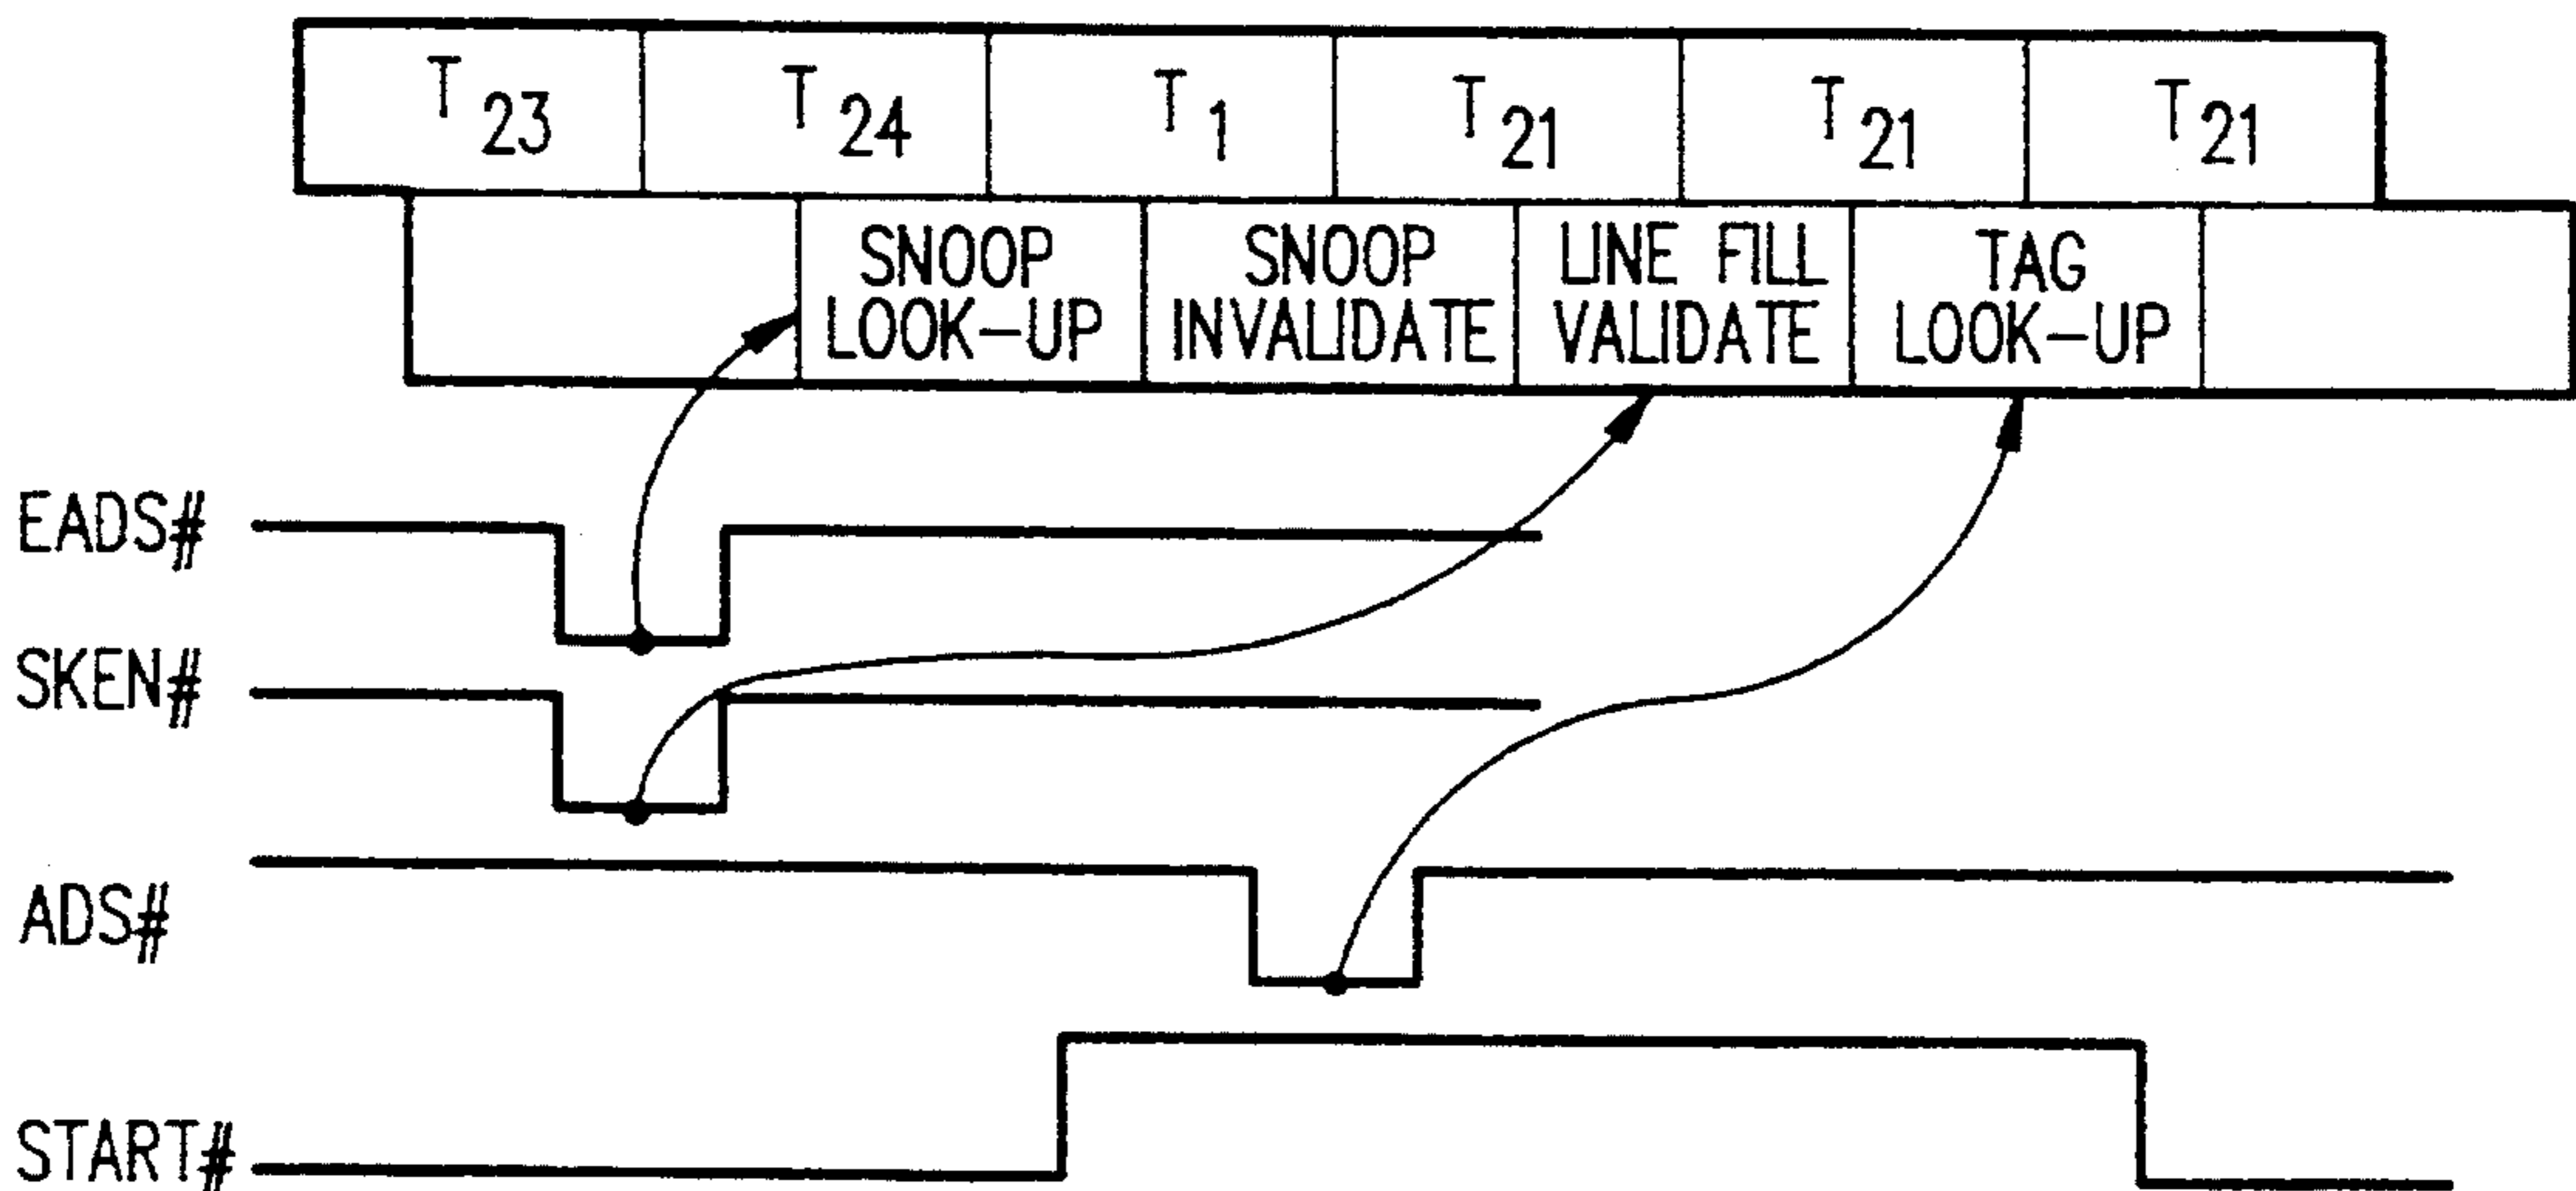 T23 T24 T1 T21 T21 T21
SNOOP LOOK-UP
SNOOP INVALIDATE
LINE FILL VALIDATE
TAG LOOK-UP
EADS#
SKEN#
ADS#
START#